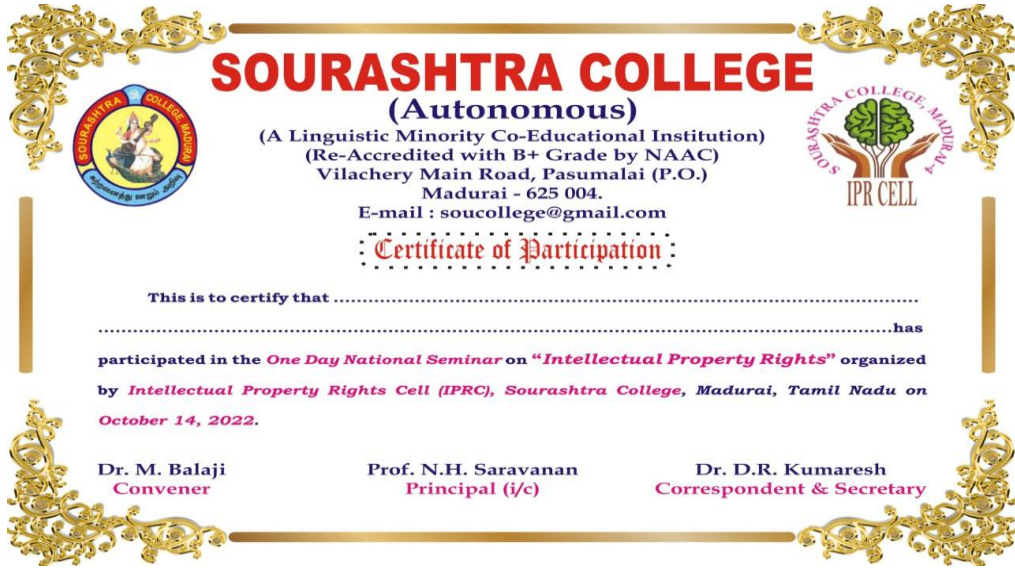 SOURASHTRA COLLEGE
(Autonomous)
(A Linguistic Minority Co-Educational Institution)
(Re-Accredited with B+ Grade by NAAC)
Vilachery Main Road, Pasumalai (P.O.)
Madurai - 625 004.
E-mail : soucollege@gmail.com
SOURASHTRA COLLEGE, MADURAI
கற்றனைத்து ஊறும் அறிவு
SOURASHTRA COLLEGE, MADURAI-4
IPR CELL
Certificate of Participation
This is to certify that ....................................................................................................
.........................................................................................................................................has
participated in the One Day National Seminar on “Intellectual Property Rights” organized
by Intellectual Property Rights Cell (IPRC), Sourashtra College, Madurai, Tamil Nadu on
October 14, 2022.
Dr. M. Balaji
Convener
Prof. N.H. Saravanan
Principal (i/c)
Dr. D.R. Kumaresh
Correspondent & Secretary